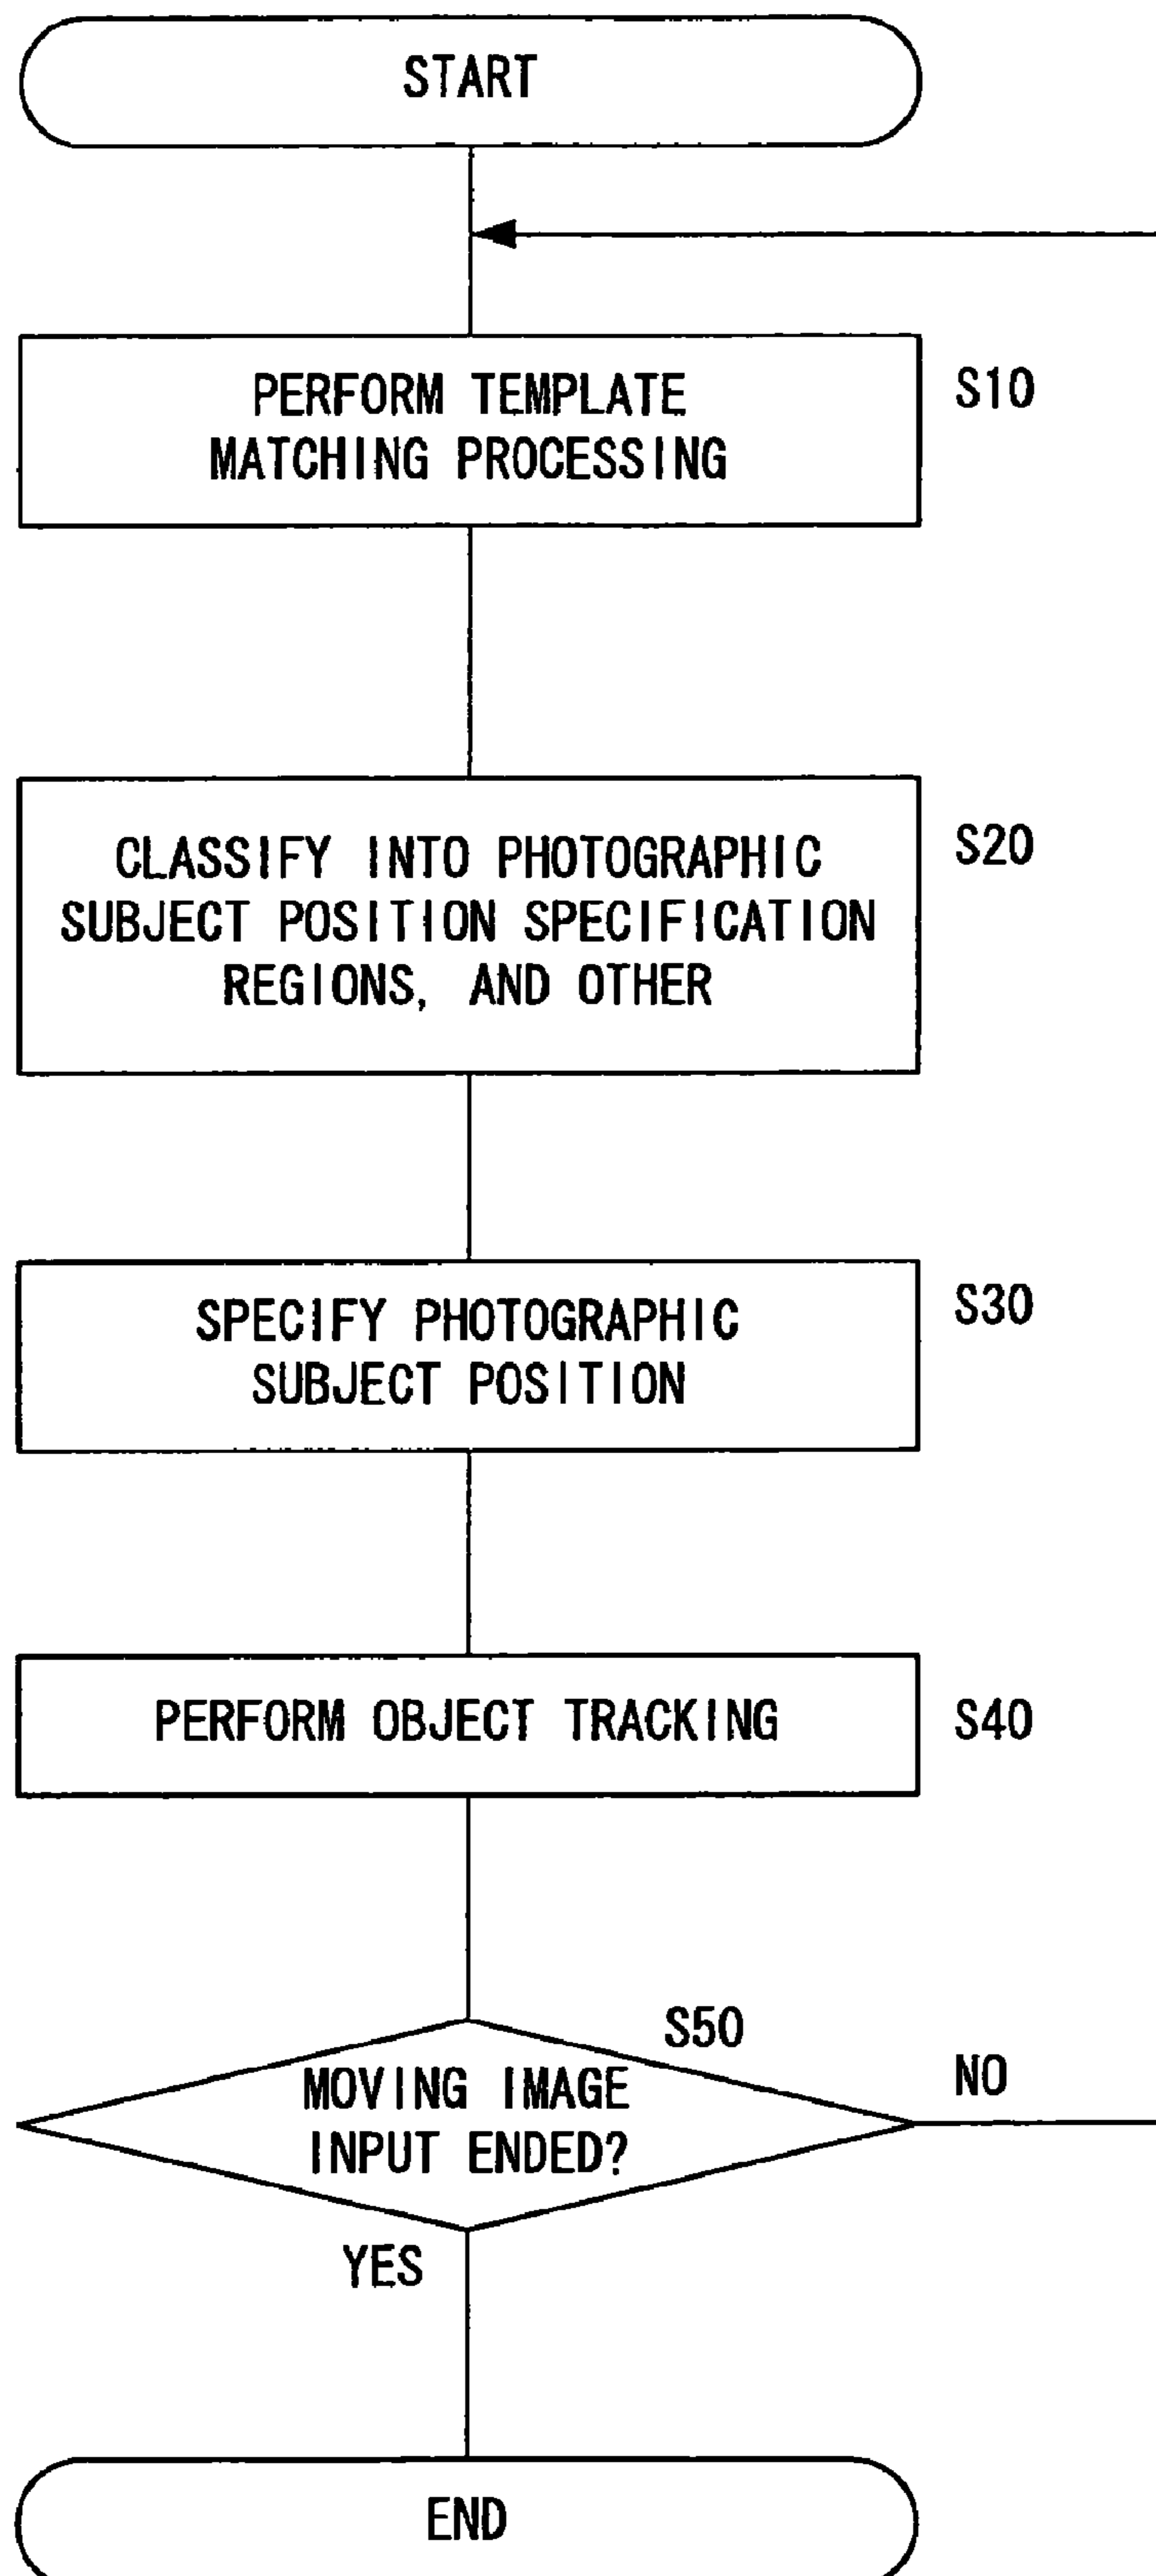 START
PERFORM TEMPLATE
MATCHING PROCESSING
S10
CLASSIFY INTO PHOTOGRAPHIC
SUBJECT POSITION SPECIFICATION
REGIONS, AND OTHER
S20
SPECIFY PHOTOGRAPHIC
SUBJECT POSITION
S30
PERFORM OBJECT TRACKING
S40
S50
MOVING IMAGE
INPUT ENDED?
NO
YES
END